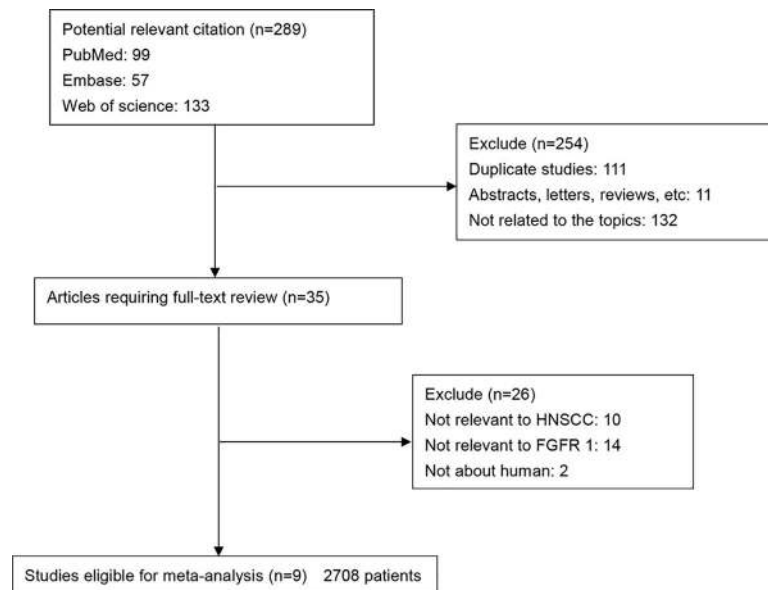 Potential relevant citation (n=289)
PubMed: 99
Embase: 57
Web of science: 133
Exclude (n=254)
Duplicate studies: 111
Abstracts, letters, reviews, etc: 11
Not related to the topics: 132
Articles requiring full-text review (n=35)
Exclude (n=26)
Not relevant to HNSCC: 10
Not relevant to FGFR 1: 14
Not about human: 2
Studies eligible for meta-analysis (n=9) 2708 patients